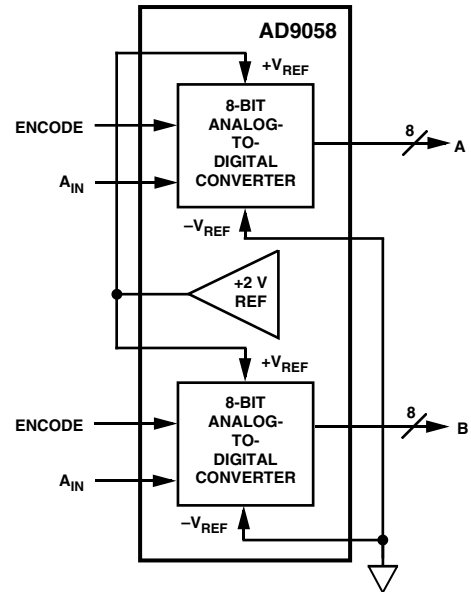 AD9058
+VREF
8-BIT
ANALOG-
TO-
DIGITAL
CONVERTER
ENCODE
AIN
8
A
–VREF
+2 V
REF
+VREF
8-BIT
ANALOG-
TO-
DIGITAL
CONVERTER
ENCODE
AIN
8
B
–VREF